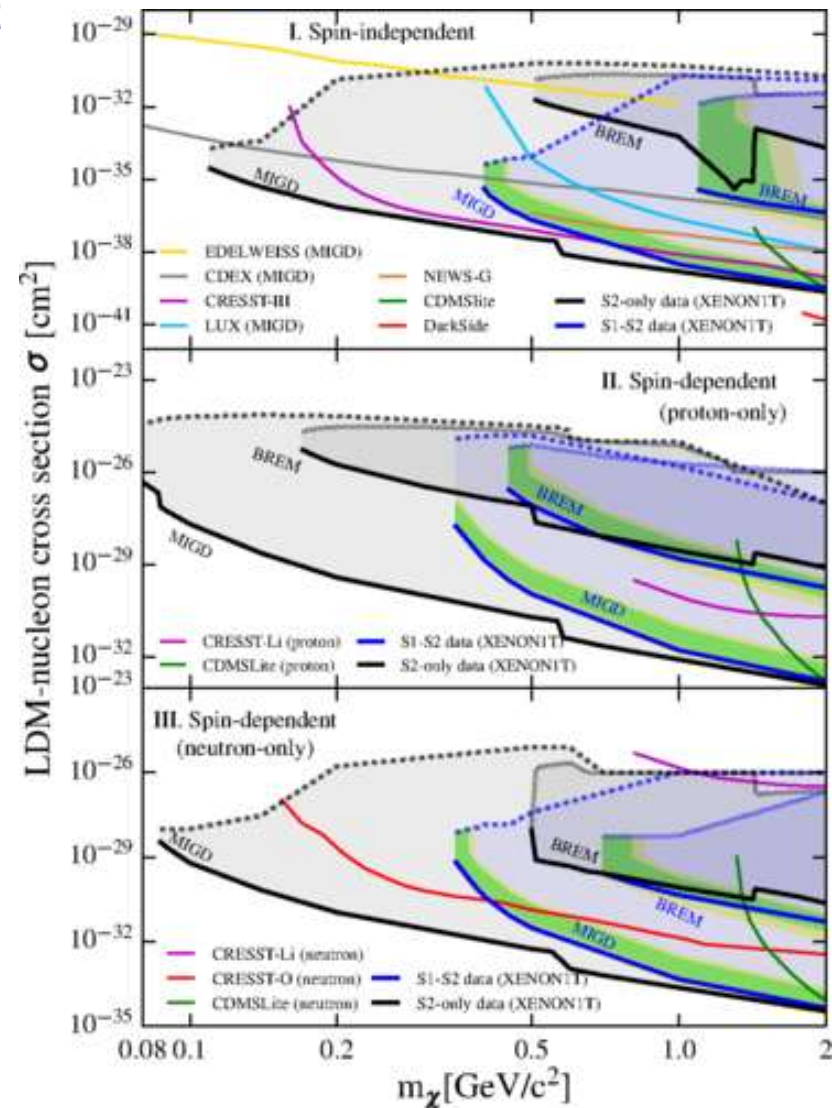 LDM-nucleon cross section σ [cm²]
10⁻²⁹
10⁻³²
10⁻³⁵
10⁻³⁸
10⁻⁴¹
I. Spin-independent
BREM
MIGD
MIGD
BREM
EDELWEISS (MIGD)
CDEX (MIGD)
CRESST-III
LUX (MIGD)
NEWS-G
CDMSlite
DarkSide
S2-only data (XENON1T)
S1-S2 data (XENON1T)
10⁻²³
10⁻²⁶
10⁻²⁹
10⁻³²
II. Spin-dependent
(proton-only)
BREM
BREM
MIGD
MIGD
CRESST-Li (proton)
CDMSLite (proton)
S1-S2 data (XENON1T)
S2-only data (XENON1T)
10⁻²³
10⁻²⁶
10⁻²⁹
10⁻³²
10⁻³⁵
III. Spin-dependent
(neutron-only)
MIGD
BREM
BREM
MIGD
CRESST-Li (neutron)
CRESST-O (neutron)
CDMSLite (neutron)
S1-S2 data (XENON1T)
S2-only data (XENON1T)
0.08 0.1 0.2 0.5 1.0 2
m𝛘[GeV/c²]